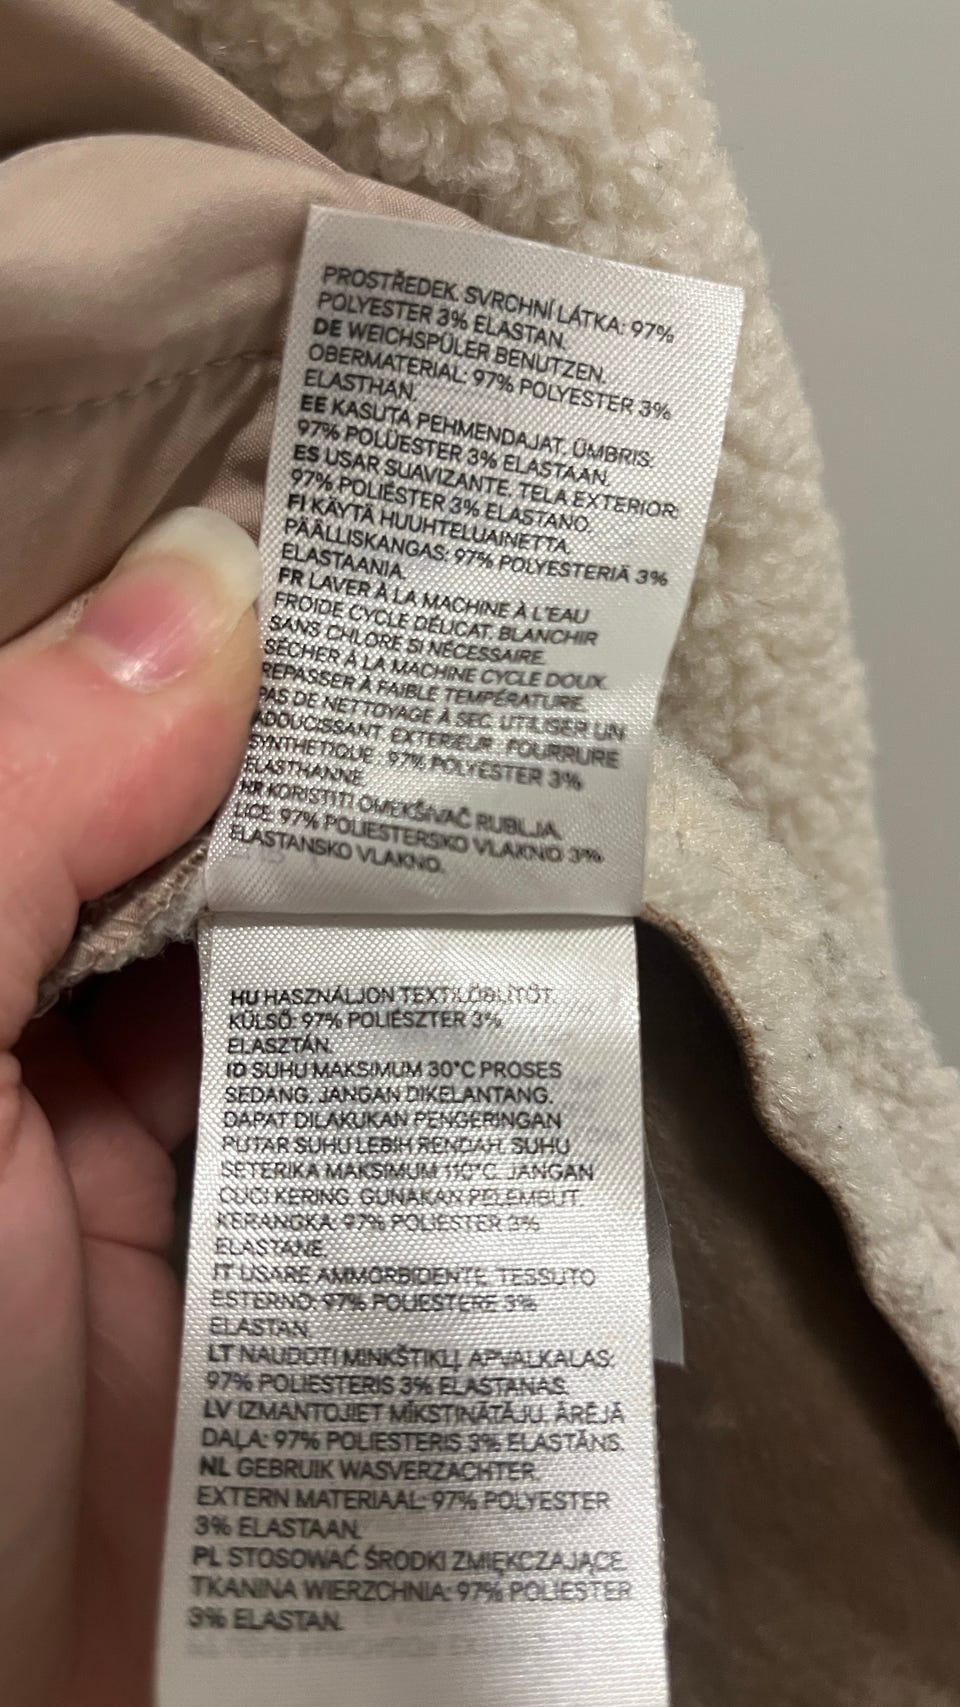 PROSTŘEDEK. SVRCHNÍ LÁTKA: 97%
POLYESTER 3% ELASTAN.
DE WEICHSPÜLER BENUTZEN.
OBERMATERIAL: 97% POLYESTER 3%
ELASTHAN.
EE KASUTA PEHMENDAJAT. ÜMBRIS:
97% POLÜESTER 3% ELASTAAN.
ES USAR SUAVIZANTE. TELA EXTERIOR:
97% POLIÉSTER 3% ELASTANO.
FI KÄYTÄ HUUHTELUAINETTA.
PÄÄLLISKANGAS: 97% POLYESTERIÄ 3%
ELASTAANIA.
FR LAVER À LA MACHINE À L'EAU
FROIDE CYCLE DÉLICAT. BLANCHIR
SANS CHLORE SI NÉCESSAIRE.
SÉCHER À LA MACHINE CYCLE DOUX.
REPASSER À FAIBLE TEMPÉRATURE.
PAS DE NETTOYAGE À SEC. UTILISER UN
ADOUCISSANT. EXTÉRIEUR: FOURRURE
SYNTHÉTIQUE: 97% POLYESTER 3%
ÉLASTHANNE.
HR KORISTITI OMEKŠIVAČ RUBLJA.
LICE: 97% POLIESTERSKO VLAKNO 3%
ELASTANSKO VLAKNO.
HU HASZNÁLJON TEXTILÖBLÍTŐT.
KÜLSŐ: 97% POLIÉSZTER 3%
ELASZTÁN.
ID SUHU MAKSIMUM 30°C PROSES
SEDANG. JANGAN DIKELANTANG.
DAPAT DILAKUKAN PENGERINGAN
PUTAR SUHU LEBIH RENDAH. SUHU
SETERIKA MAKSIMUM 110°C. JANGAN
CUCI KERING. GUNAKAN PELEMBUT.
KERANGKA: 97% POLIESTER 3%
ELASTANE.
IT USARE AMMORBIDENTE. TESSUTO
ESTERNO: 97% POLIESTERE 3%
ELASTAN.
LT NAUDOTI MINKŠTIKLĮ. APVALKALAS:
97% POLIESTERIS 3% ELASTANAS.
LV IZMANTOJIET MĪKSTINĀTĀJU. ĀRĒJĀ
DAĻA: 97% POLIESTERIS 3% ELASTĀNS.
NL GEBRUIK WASVERZACHTER.
EXTERN MATERIAAL: 97% POLYESTER
3% ELASTAAN.
PL STOSOWAĆ ŚRODKI ZMIĘKCZAJĄCE.
TKANINA WIERZCHNIA: 97% POLIESTER
3% ELASTAN.